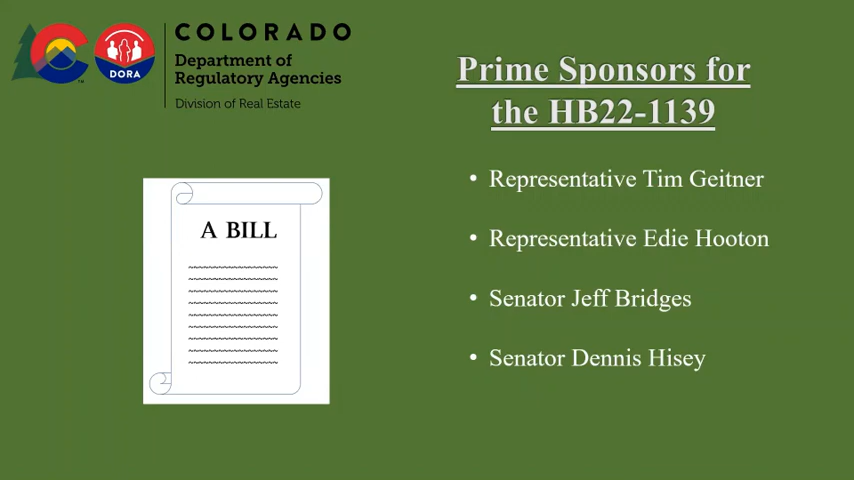 COLORADO
Department of
Regulatory Agencies
Division of Real Estate
DORA
TM
Prime Sponsors for
the HB22-1139
• Representative Tim Geitner
• Representative Edie Hooton
• Senator Jeff Bridges
• Senator Dennis Hisey
A BILL